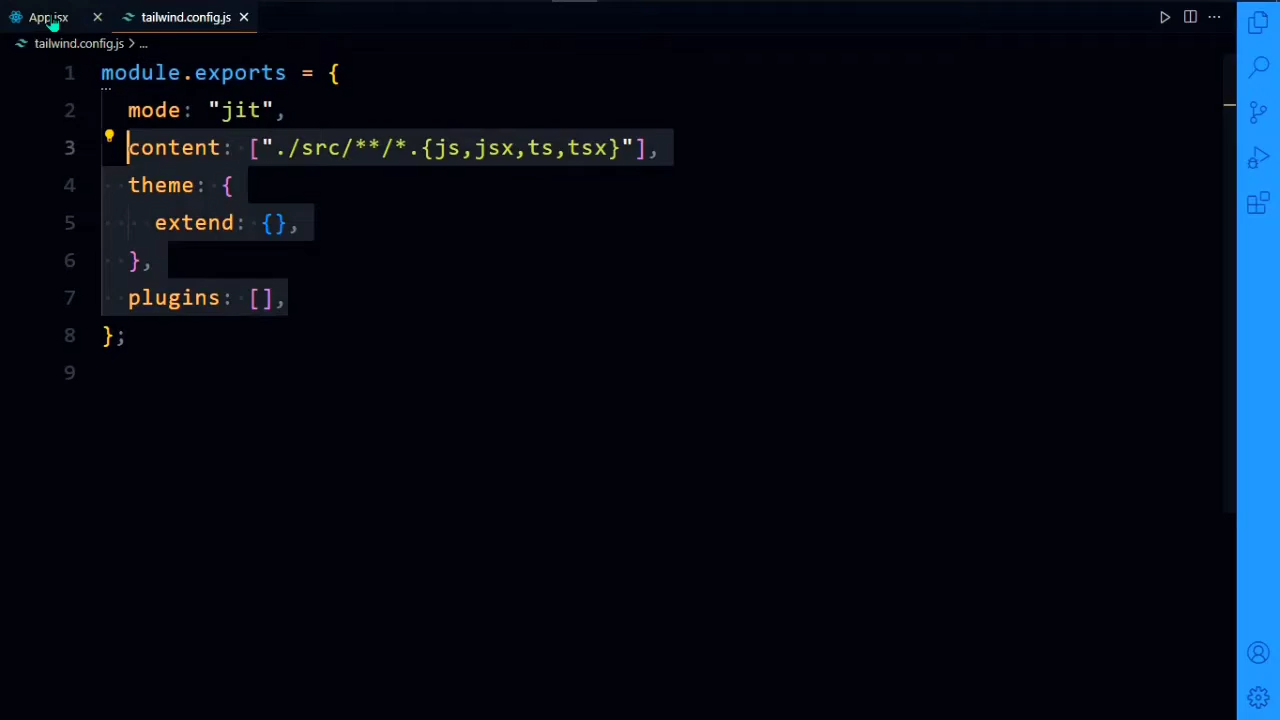 App.jsx
tailwind.config.js
tailwind.config.js > ...
1 module.exports = {
2 mode: "jit",
3 content: ["./src/**/*.{js,jsx,ts,tsx}"],
4 theme: {
5 extend: {},
6 },
7 plugins: [],
8 };
9